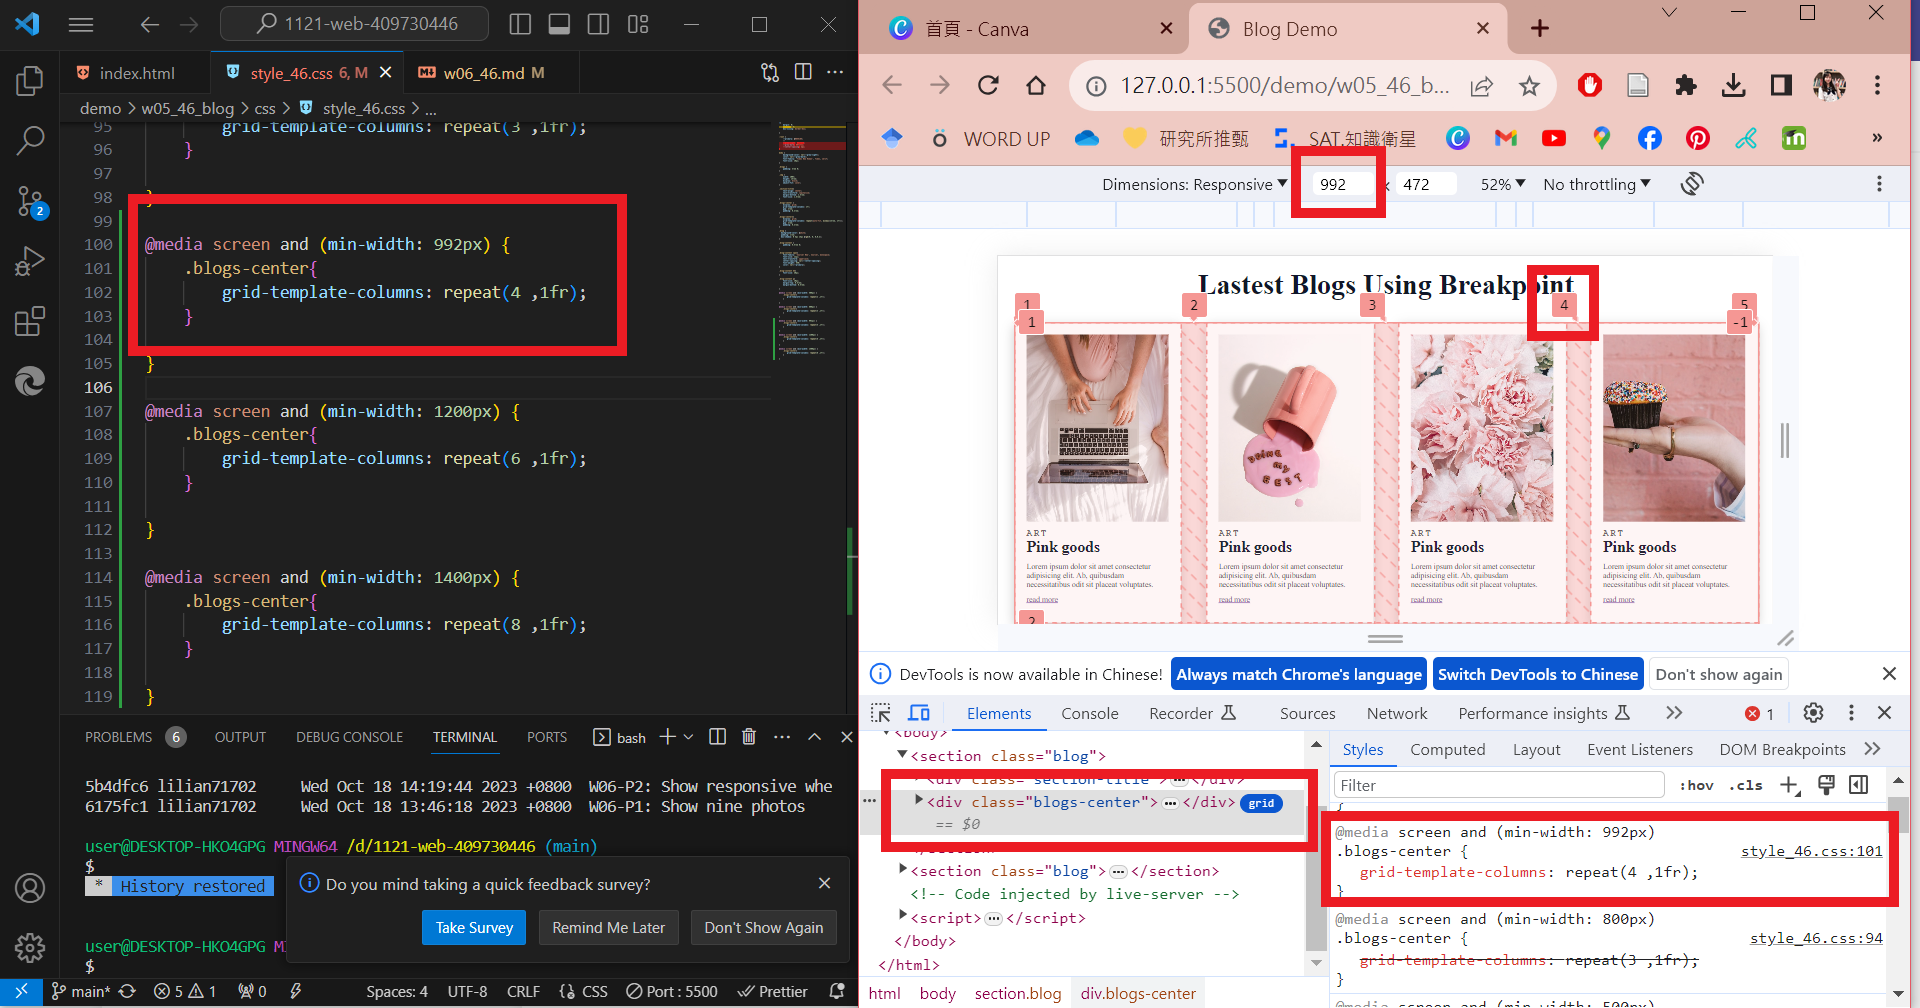 1121-web-409730446
index.html
style_46.css 6, M
w06_46.md M
demo > w05_46_blog > css > style_46.css > ...
95 grid-template-columns: repeat(3 ,1fr);
96 }
97
98 }
99
100 @media screen and (min-width: 992px) {
101 .blogs-center{
102 grid-template-columns: repeat(4 ,1fr);
103 }
104
105 }
106
107 @media screen and (min-width: 1200px) {
108 .blogs-center{
109 grid-template-columns: repeat(6 ,1fr);
110 }
111
112 }
113
114 @media screen and (min-width: 1400px) {
115 .blogs-center{
116 grid-template-columns: repeat(8 ,1fr);
117 }
118
119 }
2
PROBLEMS 6 OUTPUT DEBUG CONSOLE TERMINAL PORTS bash
5b4dfc6 lilian71702 Wed Oct 18 14:19:44 2023 +0800 W06-P2: Show responsive whe
6175fc1 lilian71702 Wed Oct 18 13:46:18 2023 +0800 W06-P1: Show nine photos
user@DESKTOP-HKO4GPG MINGW64 /d/1121-web-409730446 (main)
$
* History restored
user@DESKTOP-HKO4GPG MI
$
Do you mind taking a quick feedback survey?
Take Survey
Remind Me Later
Don't Show Again
main* 5 1 0 Spaces: 4 UTF-8 CRLF CSS Port : 5500 Prettier
首頁 - Canva
Blog Demo
127.0.0.1:5500/demo/w05_46_b...
WORD UP
研究所推甄
SAT.知識衛星
»
Dimensions: Responsive 992 x 472 52% No throttling
Lastest Blogs Using Breakpoint
1 2 3 4 5
1 -1
DOING MY BEST
ART
Pink goods
Lorem ipsum dolor sit amet consectetur
adipisicing elit. Ab, quibusdam
necessitatibus odit sit placeat voluptates.
read more
ART
Pink goods
Lorem ipsum dolor sit amet consectetur
adipisicing elit. Ab, quibusdam
necessitatibus odit sit placeat voluptates.
read more
ART
Pink goods
Lorem ipsum dolor sit amet consectetur
adipisicing elit. Ab, quibusdam
necessitatibus odit sit placeat voluptates.
read more
ART
Pink goods
Lorem ipsum dolor sit amet consectetur
adipisicing elit. Ab, quibusdam
necessitatibus odit sit placeat voluptates.
read more
2
DevTools is now available in Chinese!
Always match Chrome's language
Switch DevTools to Chinese
Don't show again
Elements Console Recorder Sources Network Performance insights » 1
<body>
<section class="blog">
<div class="section-title">…</div>
<div class="blogs-center">…</div> grid
== $0
</section>
<section class="blog">…</section>
<!-- Code injected by live-server -->
<script>…</script>
</body>
</html>
html body section.blog div.blogs-center
Styles Computed Layout Event Listeners DOM Breakpoints »
Filter :hov .cls
}
@media screen and (min-width: 992px)
.blogs-center { style_46.css:101
grid-template-columns: repeat(4 ,1fr);
}
@media screen and (min-width: 800px)
.blogs-center { style_46.css:94
grid-template-columns: repeat(3 ,1fr);
}
@media screen and (min-width: 500px)